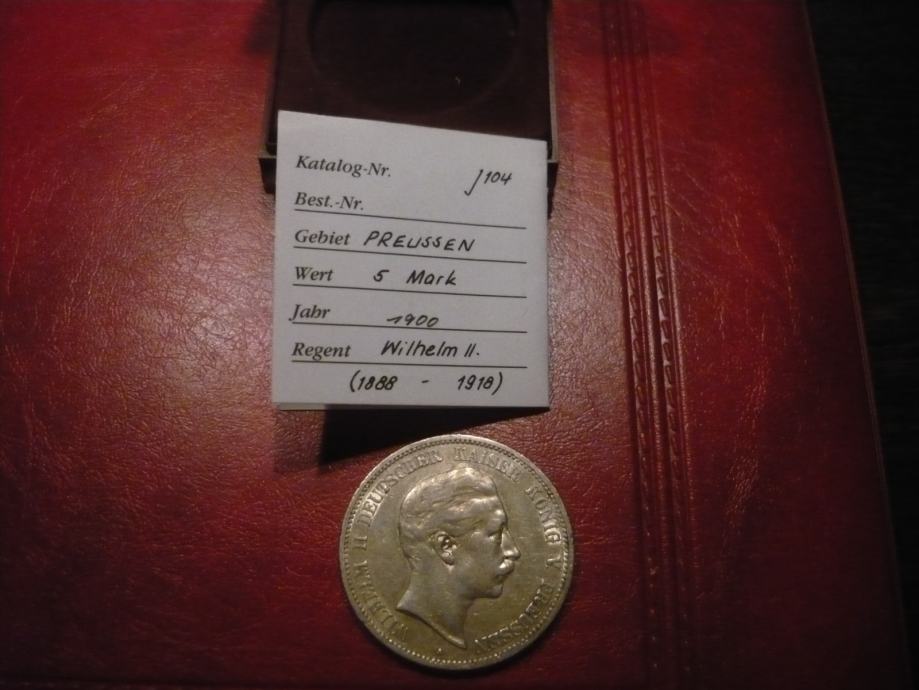 Katalog-Nr. J 104
Best.-Nr.
Gebiet PREUSSEN
Wert 5 Mark
Jahr 1900
Regent Wilhelm II.
(1888 - 1918)
WILHELM II DEUTSCHER KAISER KÖNIG V. PREUSSEN
A